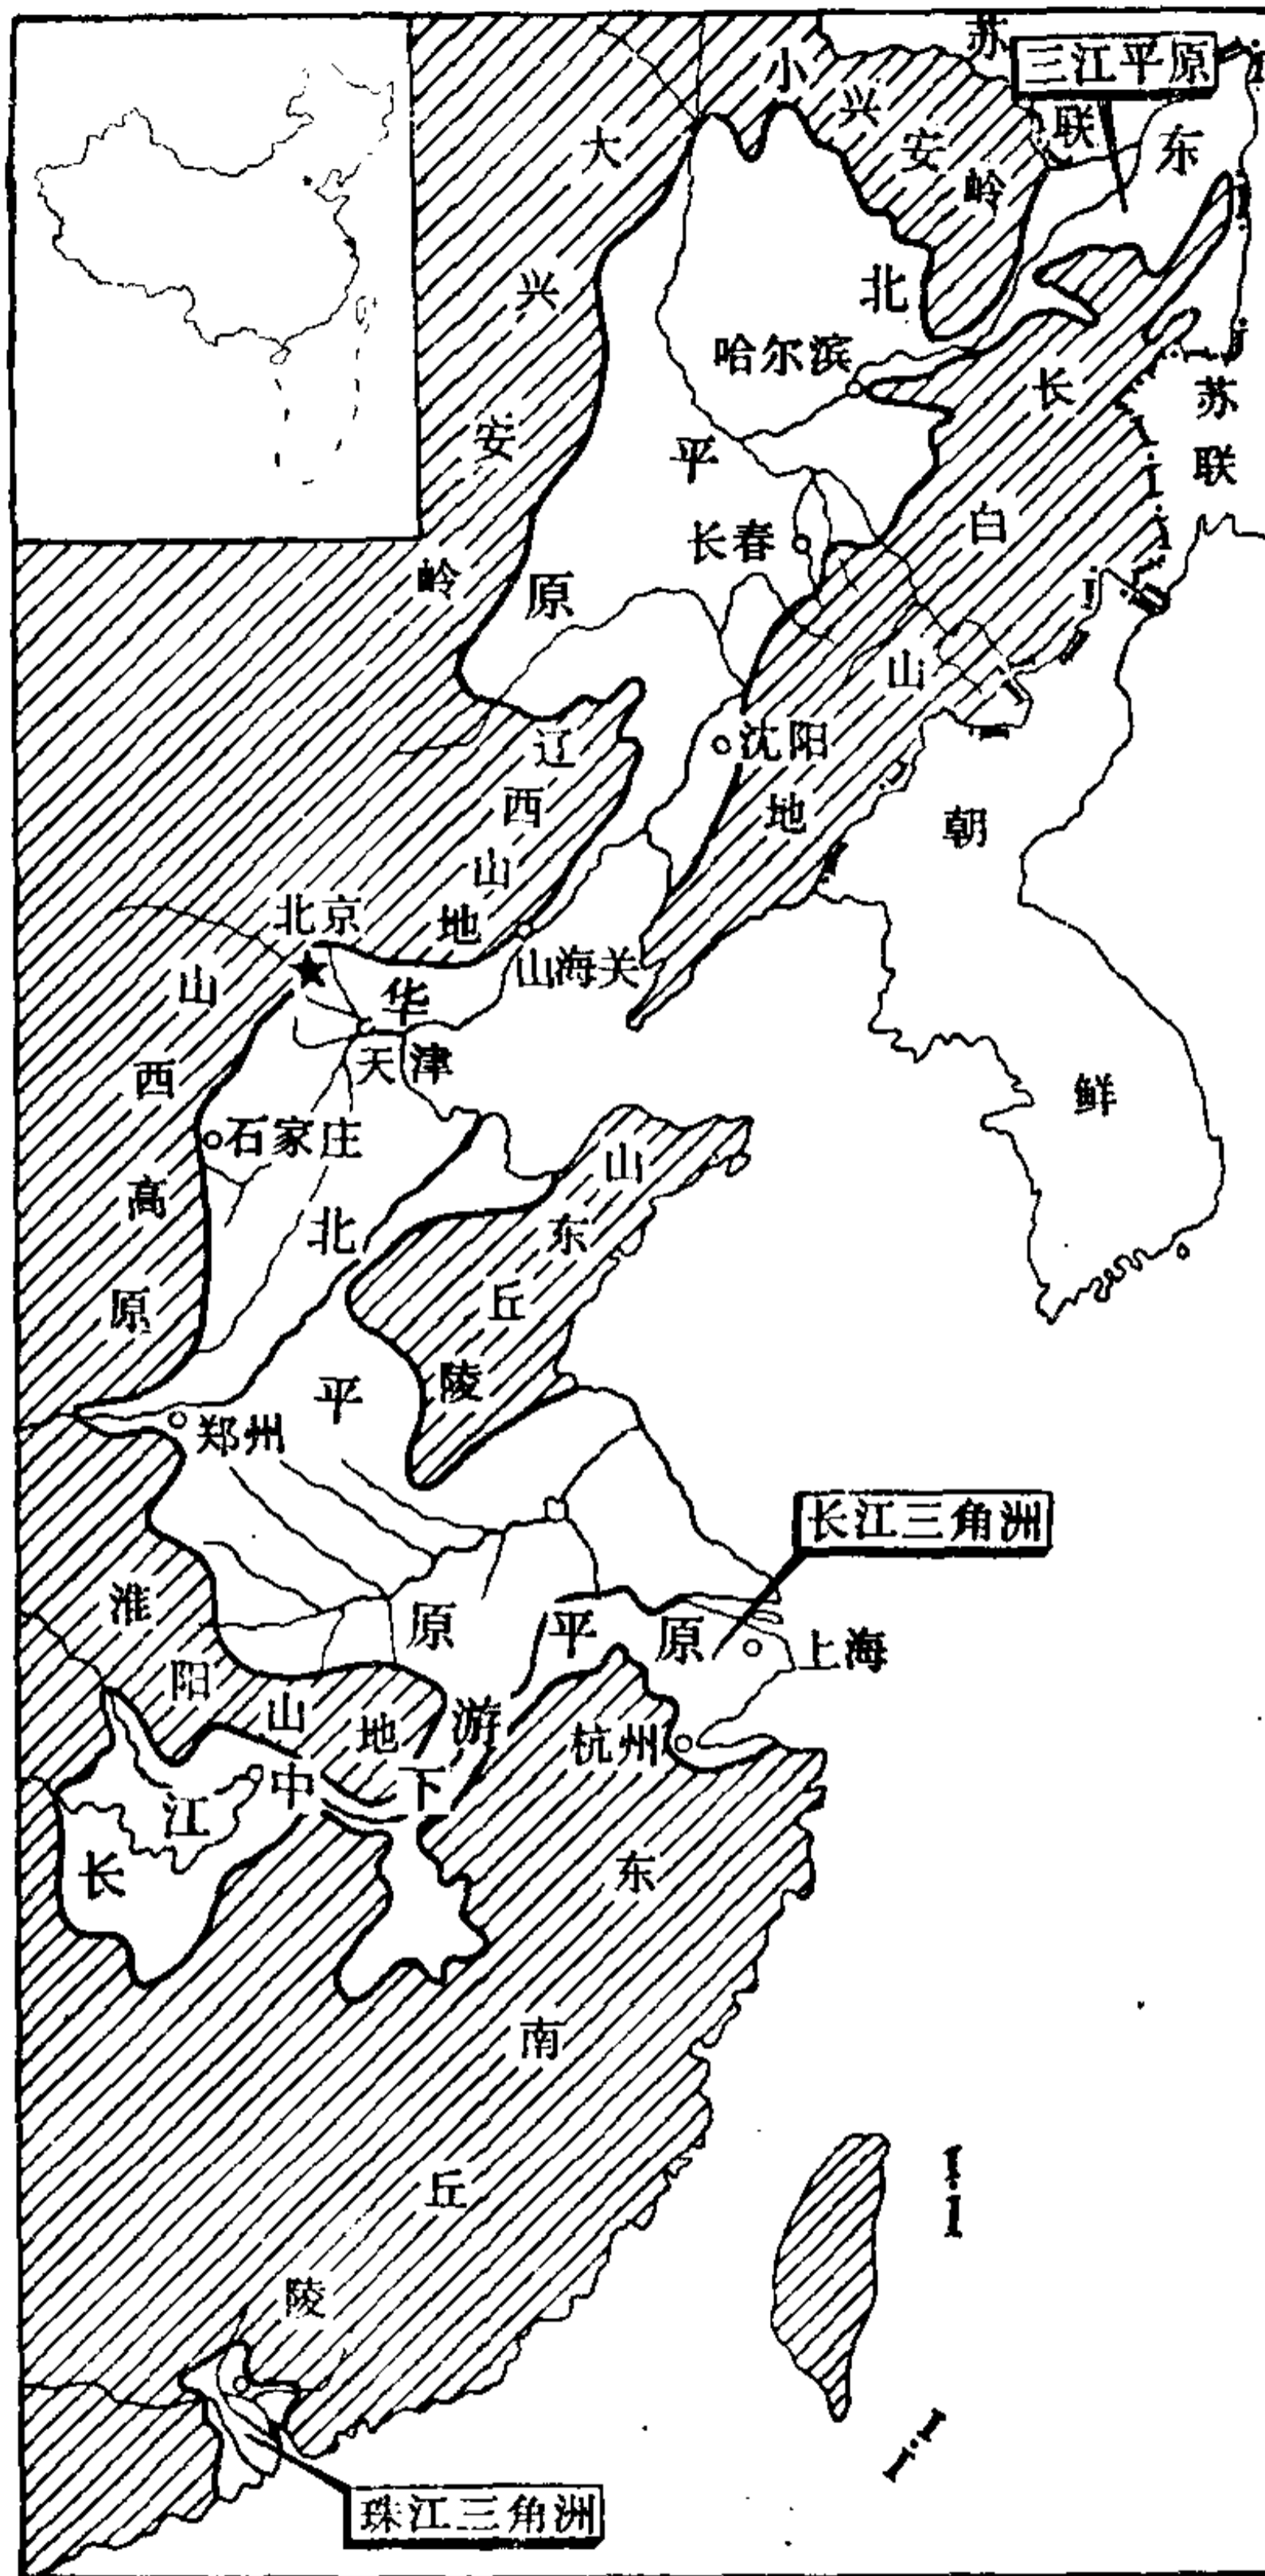 苏联
三江平原
小兴安岭
大兴安岭
东北平原
哈尔滨
长白山地
苏联
长春
沈阳
辽西山地
朝鲜
北京
山海关
华北平原
天津
山西高原
石家庄
山东丘陵
郑州
长江三角洲
淮阳山地
长江中下游平原
上海
杭州
东南丘陵
珠江三角洲